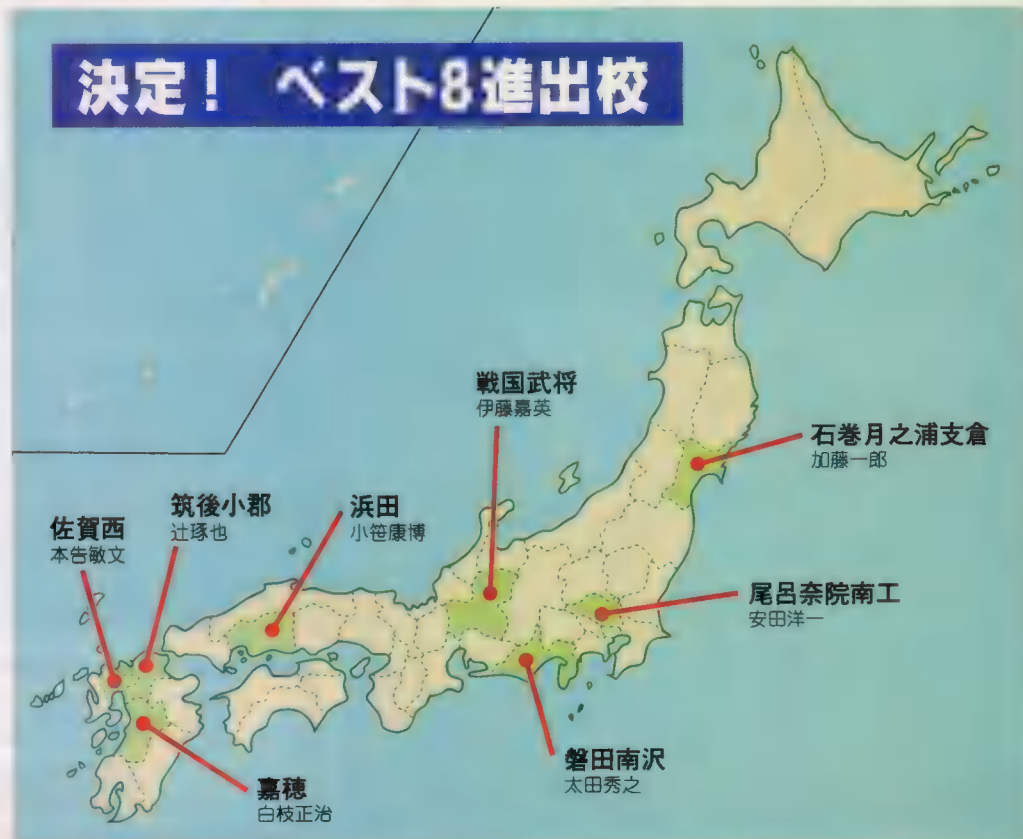 決定！ ベスト8進出校
戦国武将
伊藤嘉英
石巻月之浦支倉
加藤一郎
佐賀西
本告敏文
筑後小郡
辻琢也
浜田
小笹康博
尾呂奈院南工
安田洋一
磐田南沢
太田秀之
嘉穂
白枝正治